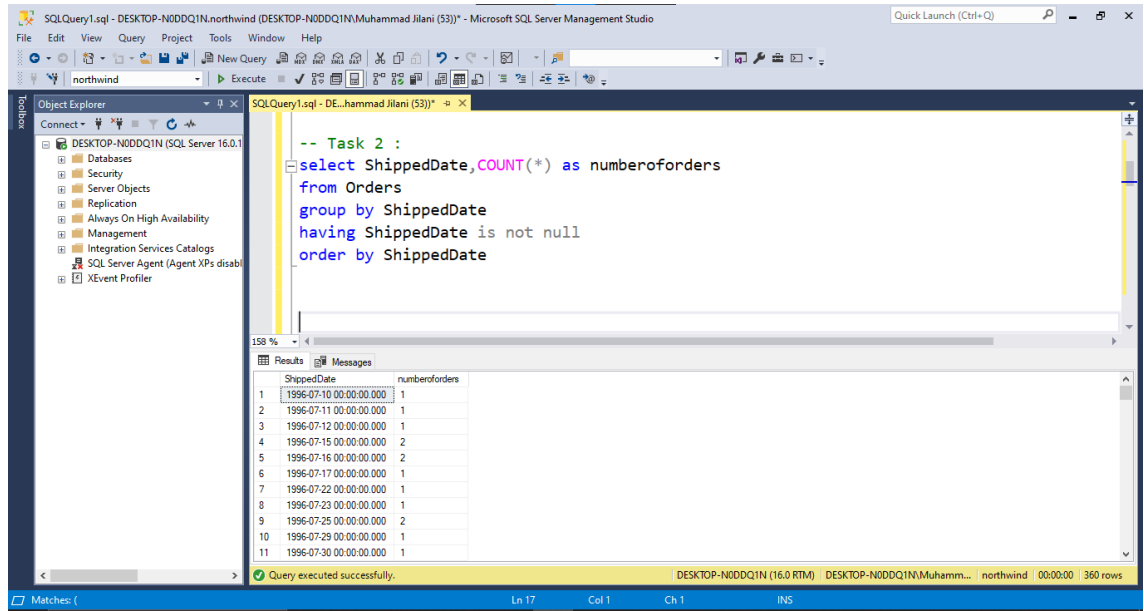 SQLQuery1.sql - DESKTOP-N0DDQ1N.northwind (DESKTOP-N0DDQ1N\Muhammad Jilani (53))* - Microsoft SQL Server Management Studio
Quick Launch (Ctrl+Q)
File Edit View Query Project Tools Window Help
New Query
northwind Execute
Toolbox
Object Explorer
Connect
DESKTOP-N0DDQ1N (SQL Server 16.0.1
Databases
Security
Server Objects
Replication
Always On High Availability
Management
Integration Services Catalogs
SQL Server Agent (Agent XPs disabl
XEvent Profiler
SQLQuery1.sql - DE...hammad Jilani (53))*
-- Task 2 :
select ShippedDate,COUNT(*) as numberoforders
from Orders
group by ShippedDate
having ShippedDate is not null
order by ShippedDate
158 %
Results Messages
ShippedDate numberoforders
1 1996-07-10 00:00:00.000 1
2 1996-07-11 00:00:00.000 1
3 1996-07-12 00:00:00.000 1
4 1996-07-15 00:00:00.000 2
5 1996-07-16 00:00:00.000 2
6 1996-07-17 00:00:00.000 1
7 1996-07-22 00:00:00.000 1
8 1996-07-23 00:00:00.000 1
9 1996-07-25 00:00:00.000 2
10 1996-07-29 00:00:00.000 1
11 1996-07-30 00:00:00.000 1
Query executed successfully.
DESKTOP-N0DDQ1N (16.0 RTM) DESKTOP-N0DDQ1N\Muhamm... northwind 00:00:00 360 rows
Matches: ( Ln 17 Col 1 Ch 1 INS